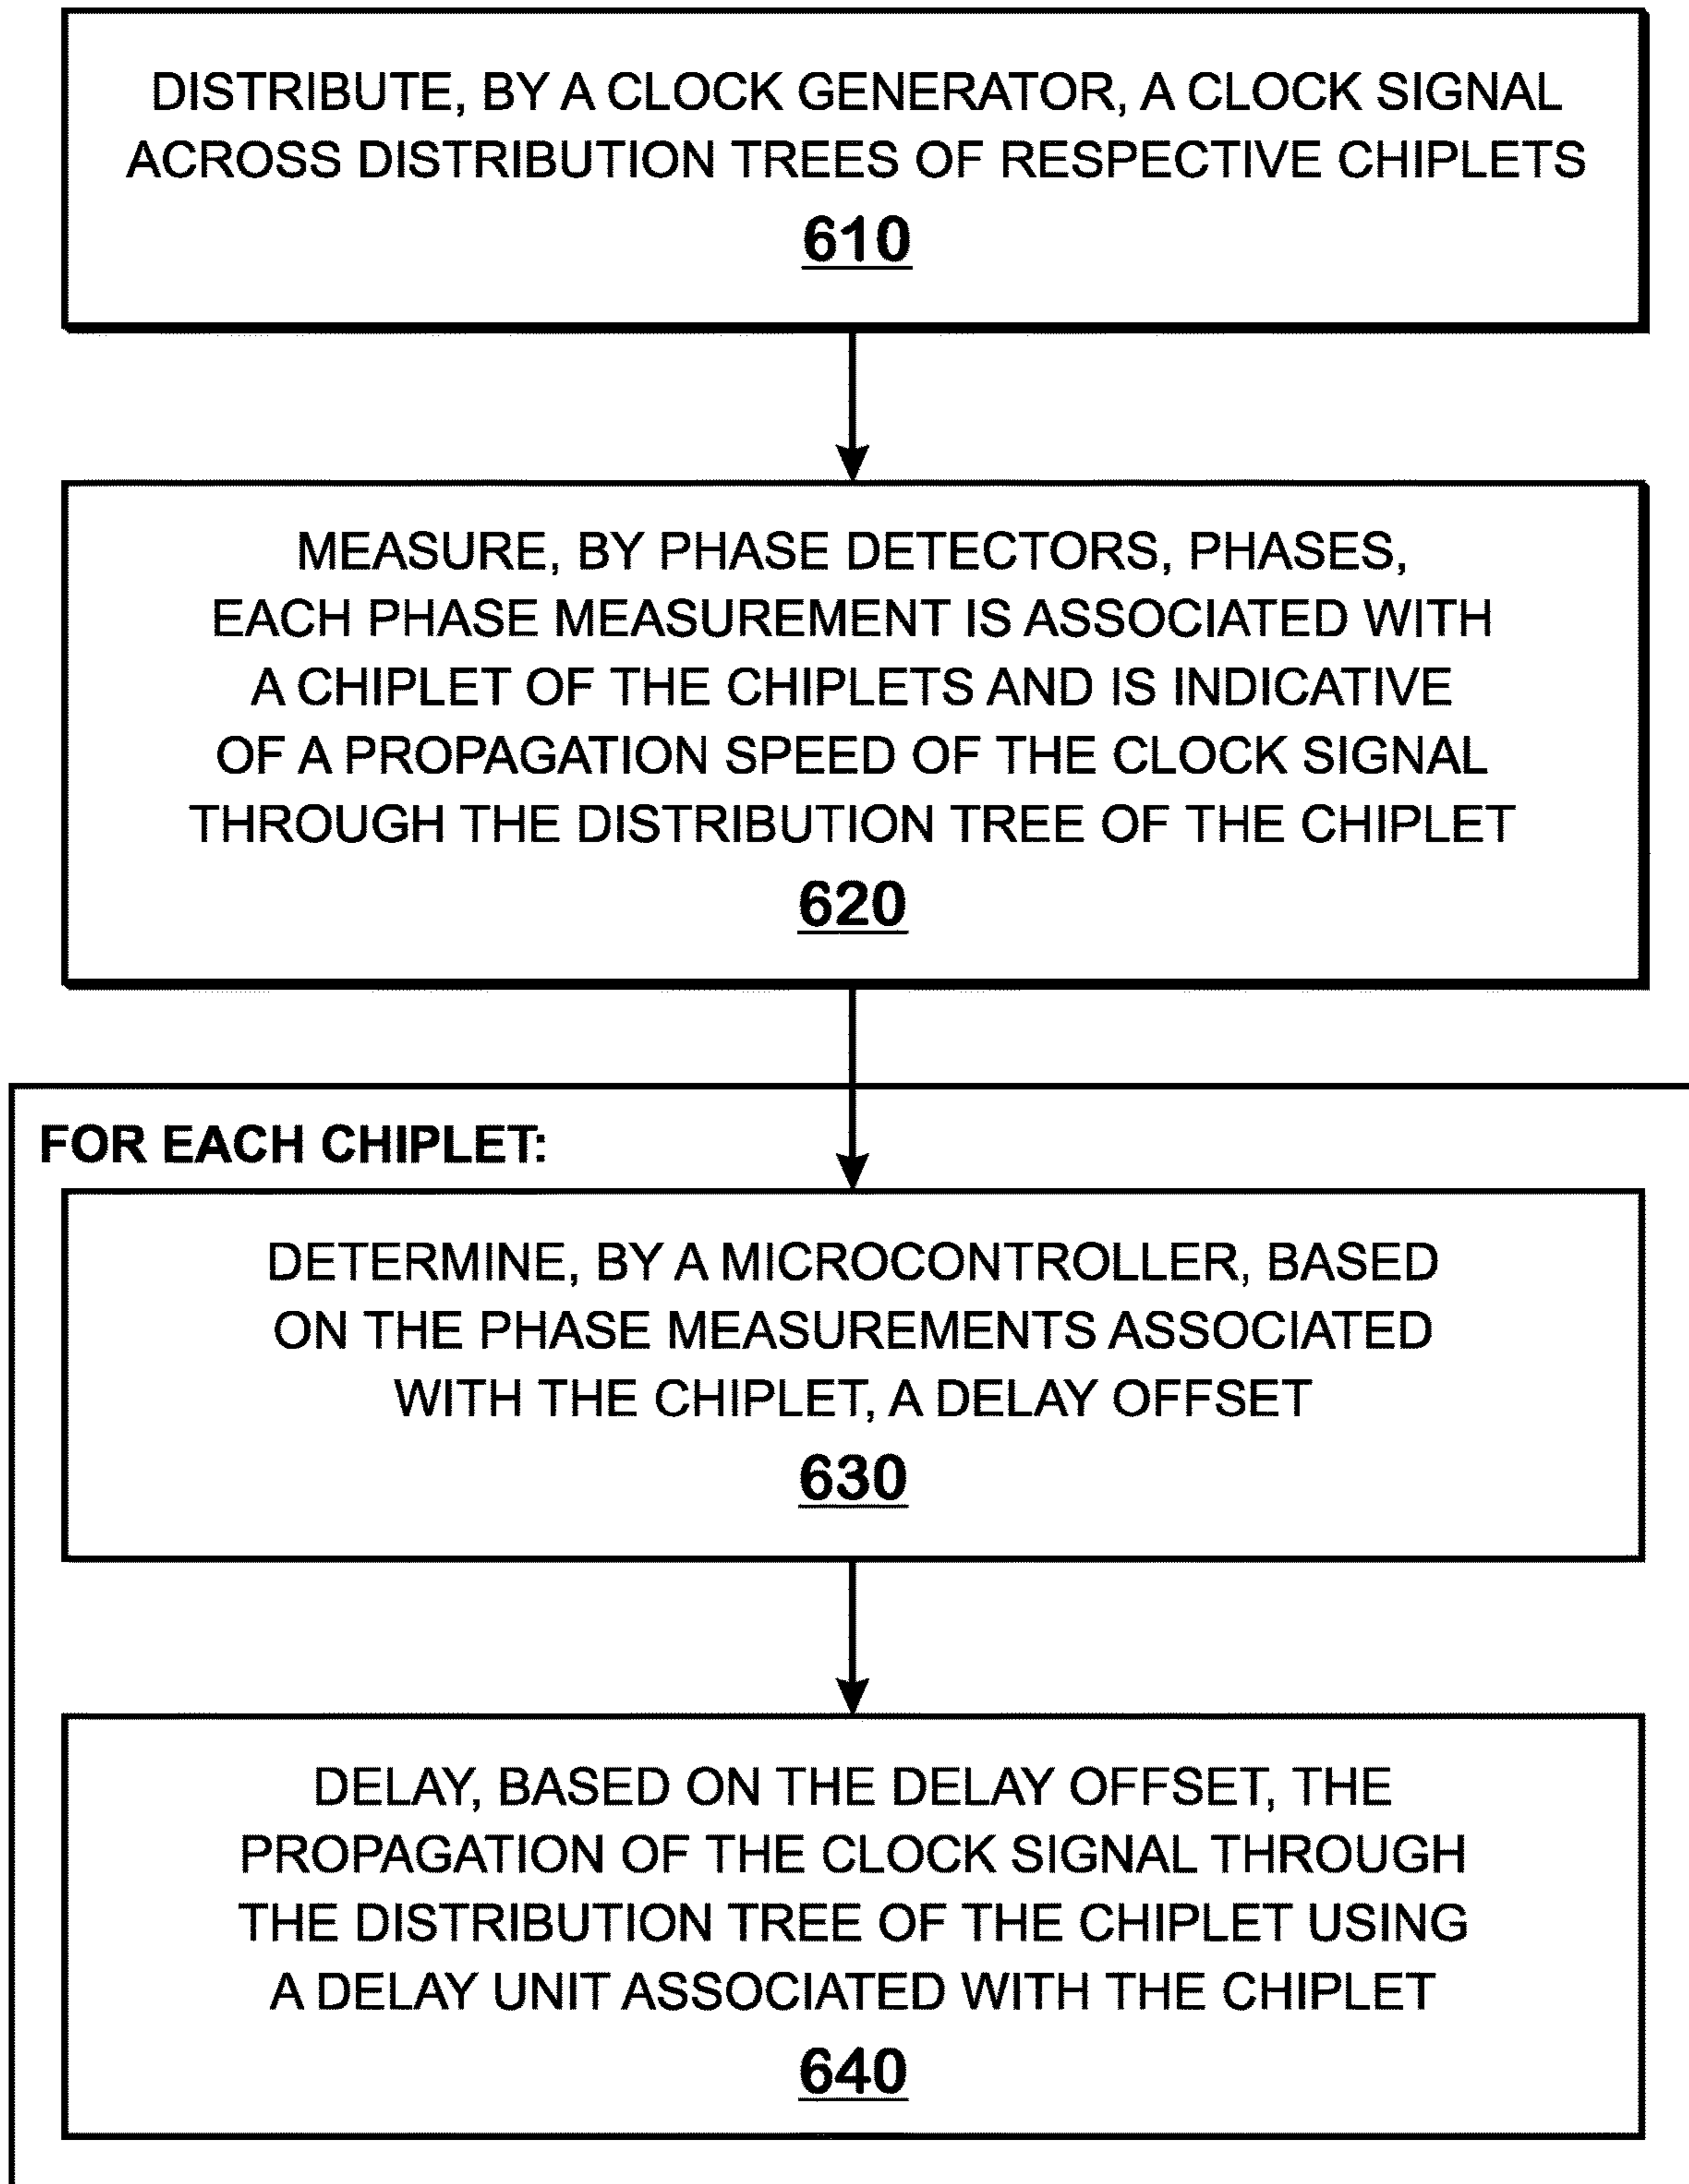 DISTRIBUTE, BY A CLOCK GENERATOR, A CLOCK SIGNAL
ACROSS DISTRIBUTION TREES OF RESPECTIVE CHIPLETS
610
MEASURE, BY PHASE DETECTORS, PHASES,
EACH PHASE MEASUREMENT IS ASSOCIATED WITH
A CHIPLET OF THE CHIPLETS AND IS INDICATIVE
OF A PROPAGATION SPEED OF THE CLOCK SIGNAL
THROUGH THE DISTRIBUTION TREE OF THE CHIPLET
620
FOR EACH CHIPLET:
DETERMINE, BY A MICROCONTROLLER, BASED
ON THE PHASE MEASUREMENTS ASSOCIATED
WITH THE CHIPLET, A DELAY OFFSET
630
DELAY, BASED ON THE DELAY OFFSET, THE
PROPAGATION OF THE CLOCK SIGNAL THROUGH
THE DISTRIBUTION TREE OF THE CHIPLET USING
A DELAY UNIT ASSOCIATED WITH THE CHIPLET
640